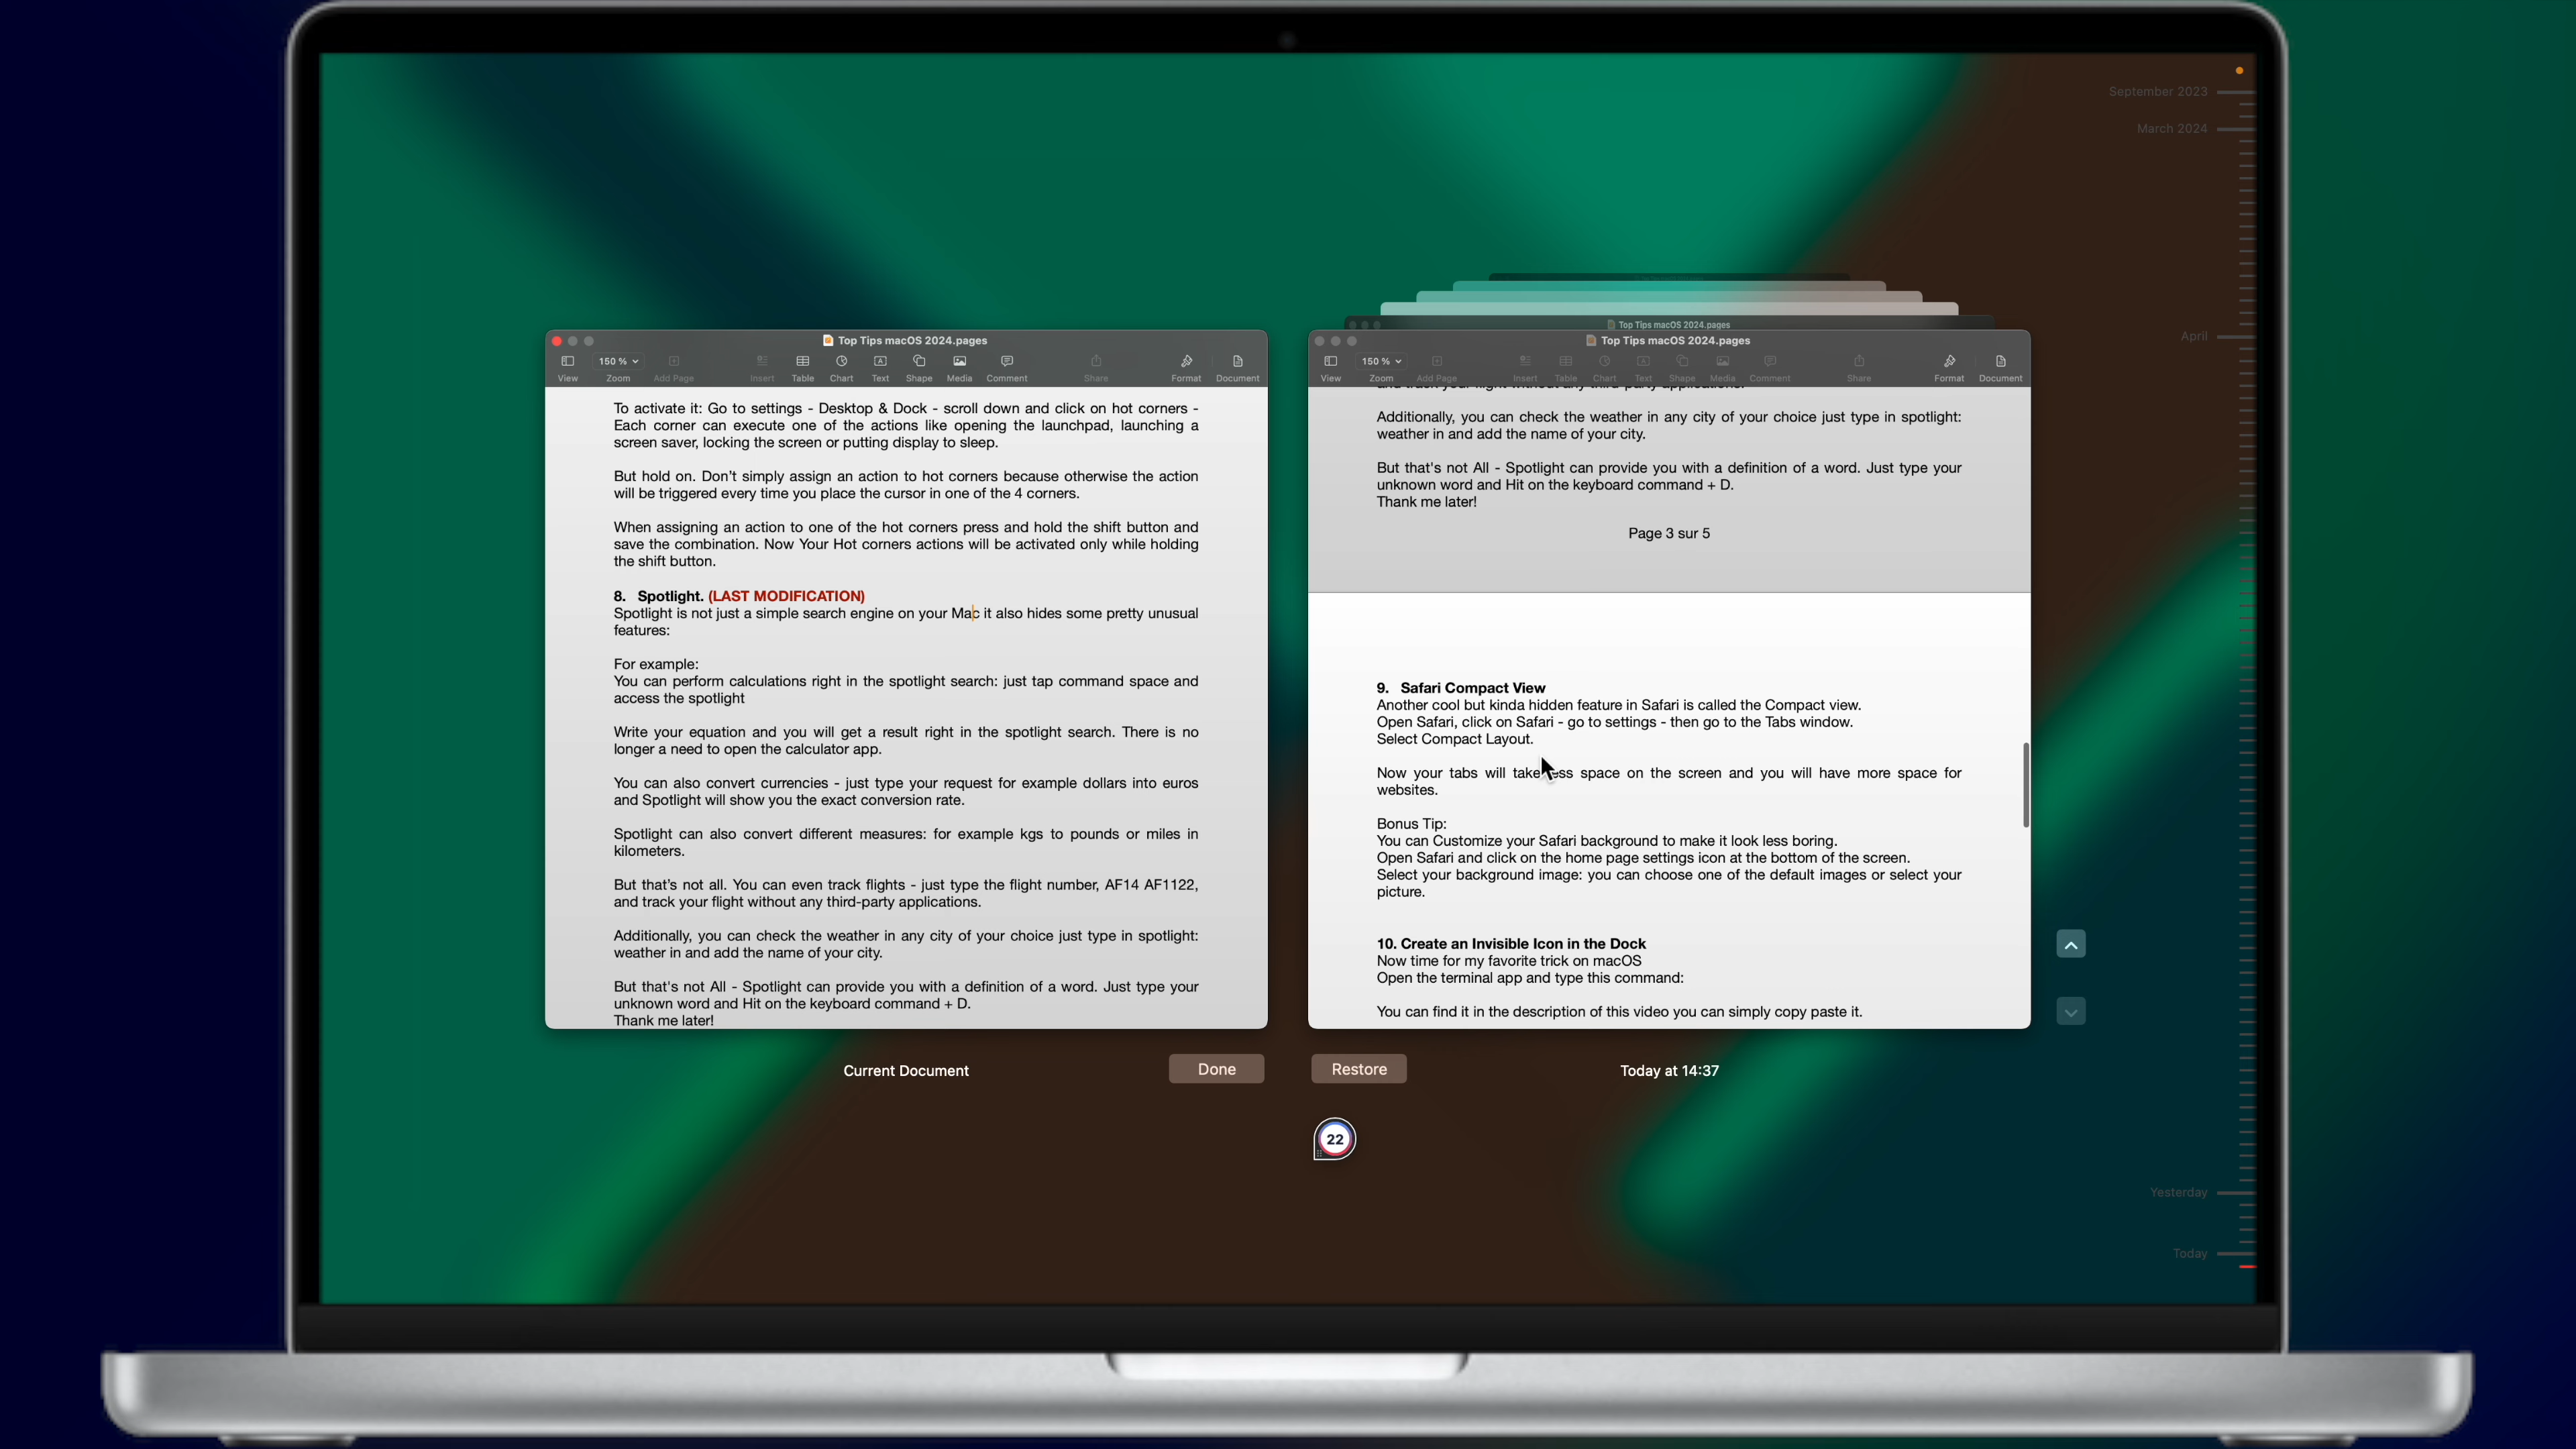 September 2023
March 2024
April
Yesterday
Today
Top Tips macOS 2024.pages
Top Tips macOS 2024.pages
150 %
View
Zoom
Add Page
Insert
Table
Chart
Text
Shape
Media
Comment
Share
Format
Document
To activate it: Go to settings - Desktop & Dock - scroll down and click on hot corners -
Each corner can execute one of the actions like opening the launchpad, launching a
screen saver, locking the screen or putting display to sleep.
But hold on. Don’t simply assign an action to hot corners because otherwise the action
will be triggered every time you place the cursor in one of the 4 corners.
When assigning an action to one of the hot corners press and hold the shift button and
save the combination. Now Your Hot corners actions will be activated only while holding
the shift button.
8. Spotlight. (LAST MODIFICATION)
Spotlight is not just a simple search engine on your Mac it also hides some pretty unusual
features:
For example:
You can perform calculations right in the spotlight search: just tap command space and
access the spotlight
Write your equation and you will get a result right in the spotlight search. There is no
longer a need to open the calculator app.
You can also convert currencies - just type your request for example dollars into euros
and Spotlight will show you the exact conversion rate.
Spotlight can also convert different measures: for example kgs to pounds or miles in
kilometers.
But that’s not all. You can even track flights - just type the flight number, AF14 AF1122,
and track your flight without any third-party applications.
Additionally, you can check the weather in any city of your choice just type in spotlight:
weather in and add the name of your city.
But that's not All - Spotlight can provide you with a definition of a word. Just type your
unknown word and Hit on the keyboard command + D.
Thank me later!
Current Document
Done
Top Tips macOS 2024.pages
150 %
View
Zoom
Add Page
Insert
Table
Chart
Text
Shape
Media
Comment
Share
Format
Document
and track your flight without any third-party applications.
Additionally, you can check the weather in any city of your choice just type in spotlight:
weather in and add the name of your city.
But that's not All - Spotlight can provide you with a definition of a word. Just type your
unknown word and Hit on the keyboard command + D.
Thank me later!
Page 3 sur 5
9. Safari Compact View
Another cool but kinda hidden feature in Safari is called the Compact view.
Open Safari, click on Safari - go to settings - then go to the Tabs window.
Select Compact Layout.
Now your tabs will take less space on the screen and you will have more space for
websites.
Bonus Tip:
You can Customize your Safari background to make it look less boring.
Open Safari and click on the home page settings icon at the bottom of the screen.
Select your background image: you can choose one of the default images or select your
picture.
10. Create an Invisible Icon in the Dock
Now time for my favorite trick on macOS
Open the terminal app and type this command:
You can find it in the description of this video you can simply copy paste it.
Restore
Today at 14:37
22